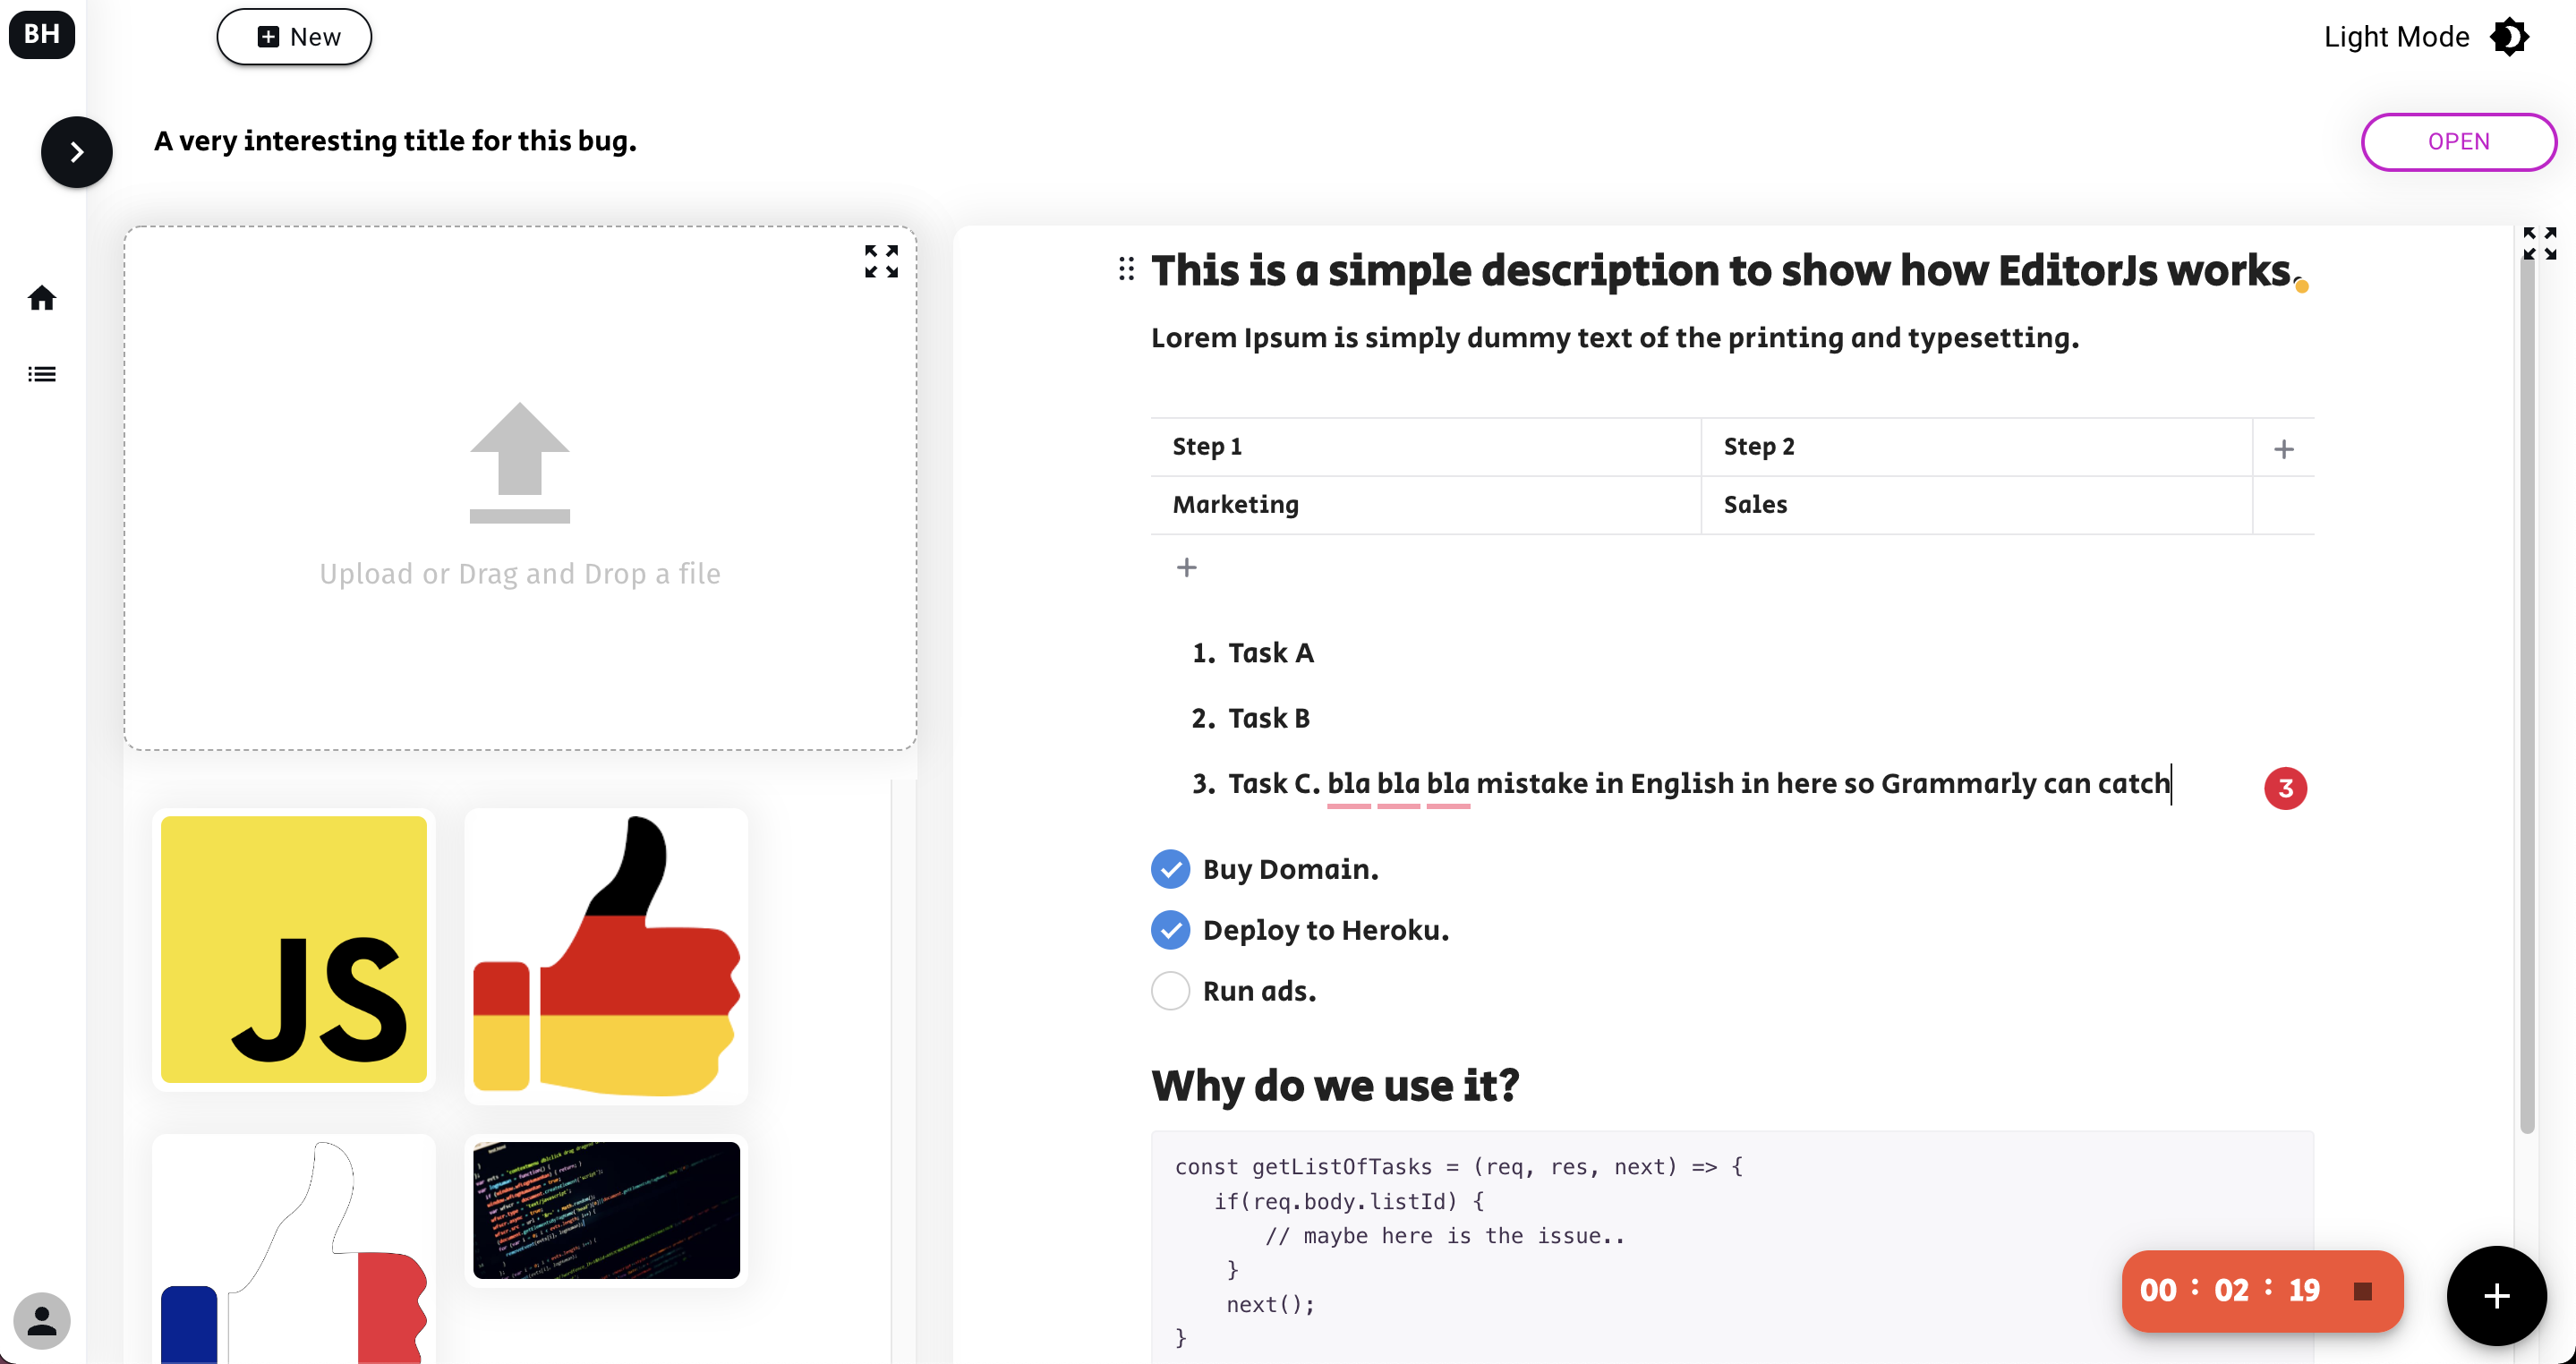 BH
New
Light Mode
A very interesting title for this bug.
OPEN
Upload or Drag and Drop a file
JS
This is a simple description to show how EditorJs works.
Lorem Ipsum is simply dummy text of the printing and typesetting.
Step 1 Step 2 +
Marketing Sales
+
1. Task A
2. Task B
3. Task C. bla bla bla mistake in English in here so Grammarly can catch 3
Buy Domain.
Deploy to Heroku.
Run ads.
Why do we use it?
const getListOfTasks = (req, res, next) => {
if(req.body.listId) {
// maybe here is the issue..
}
next();
}
00 : 02 : 19
+